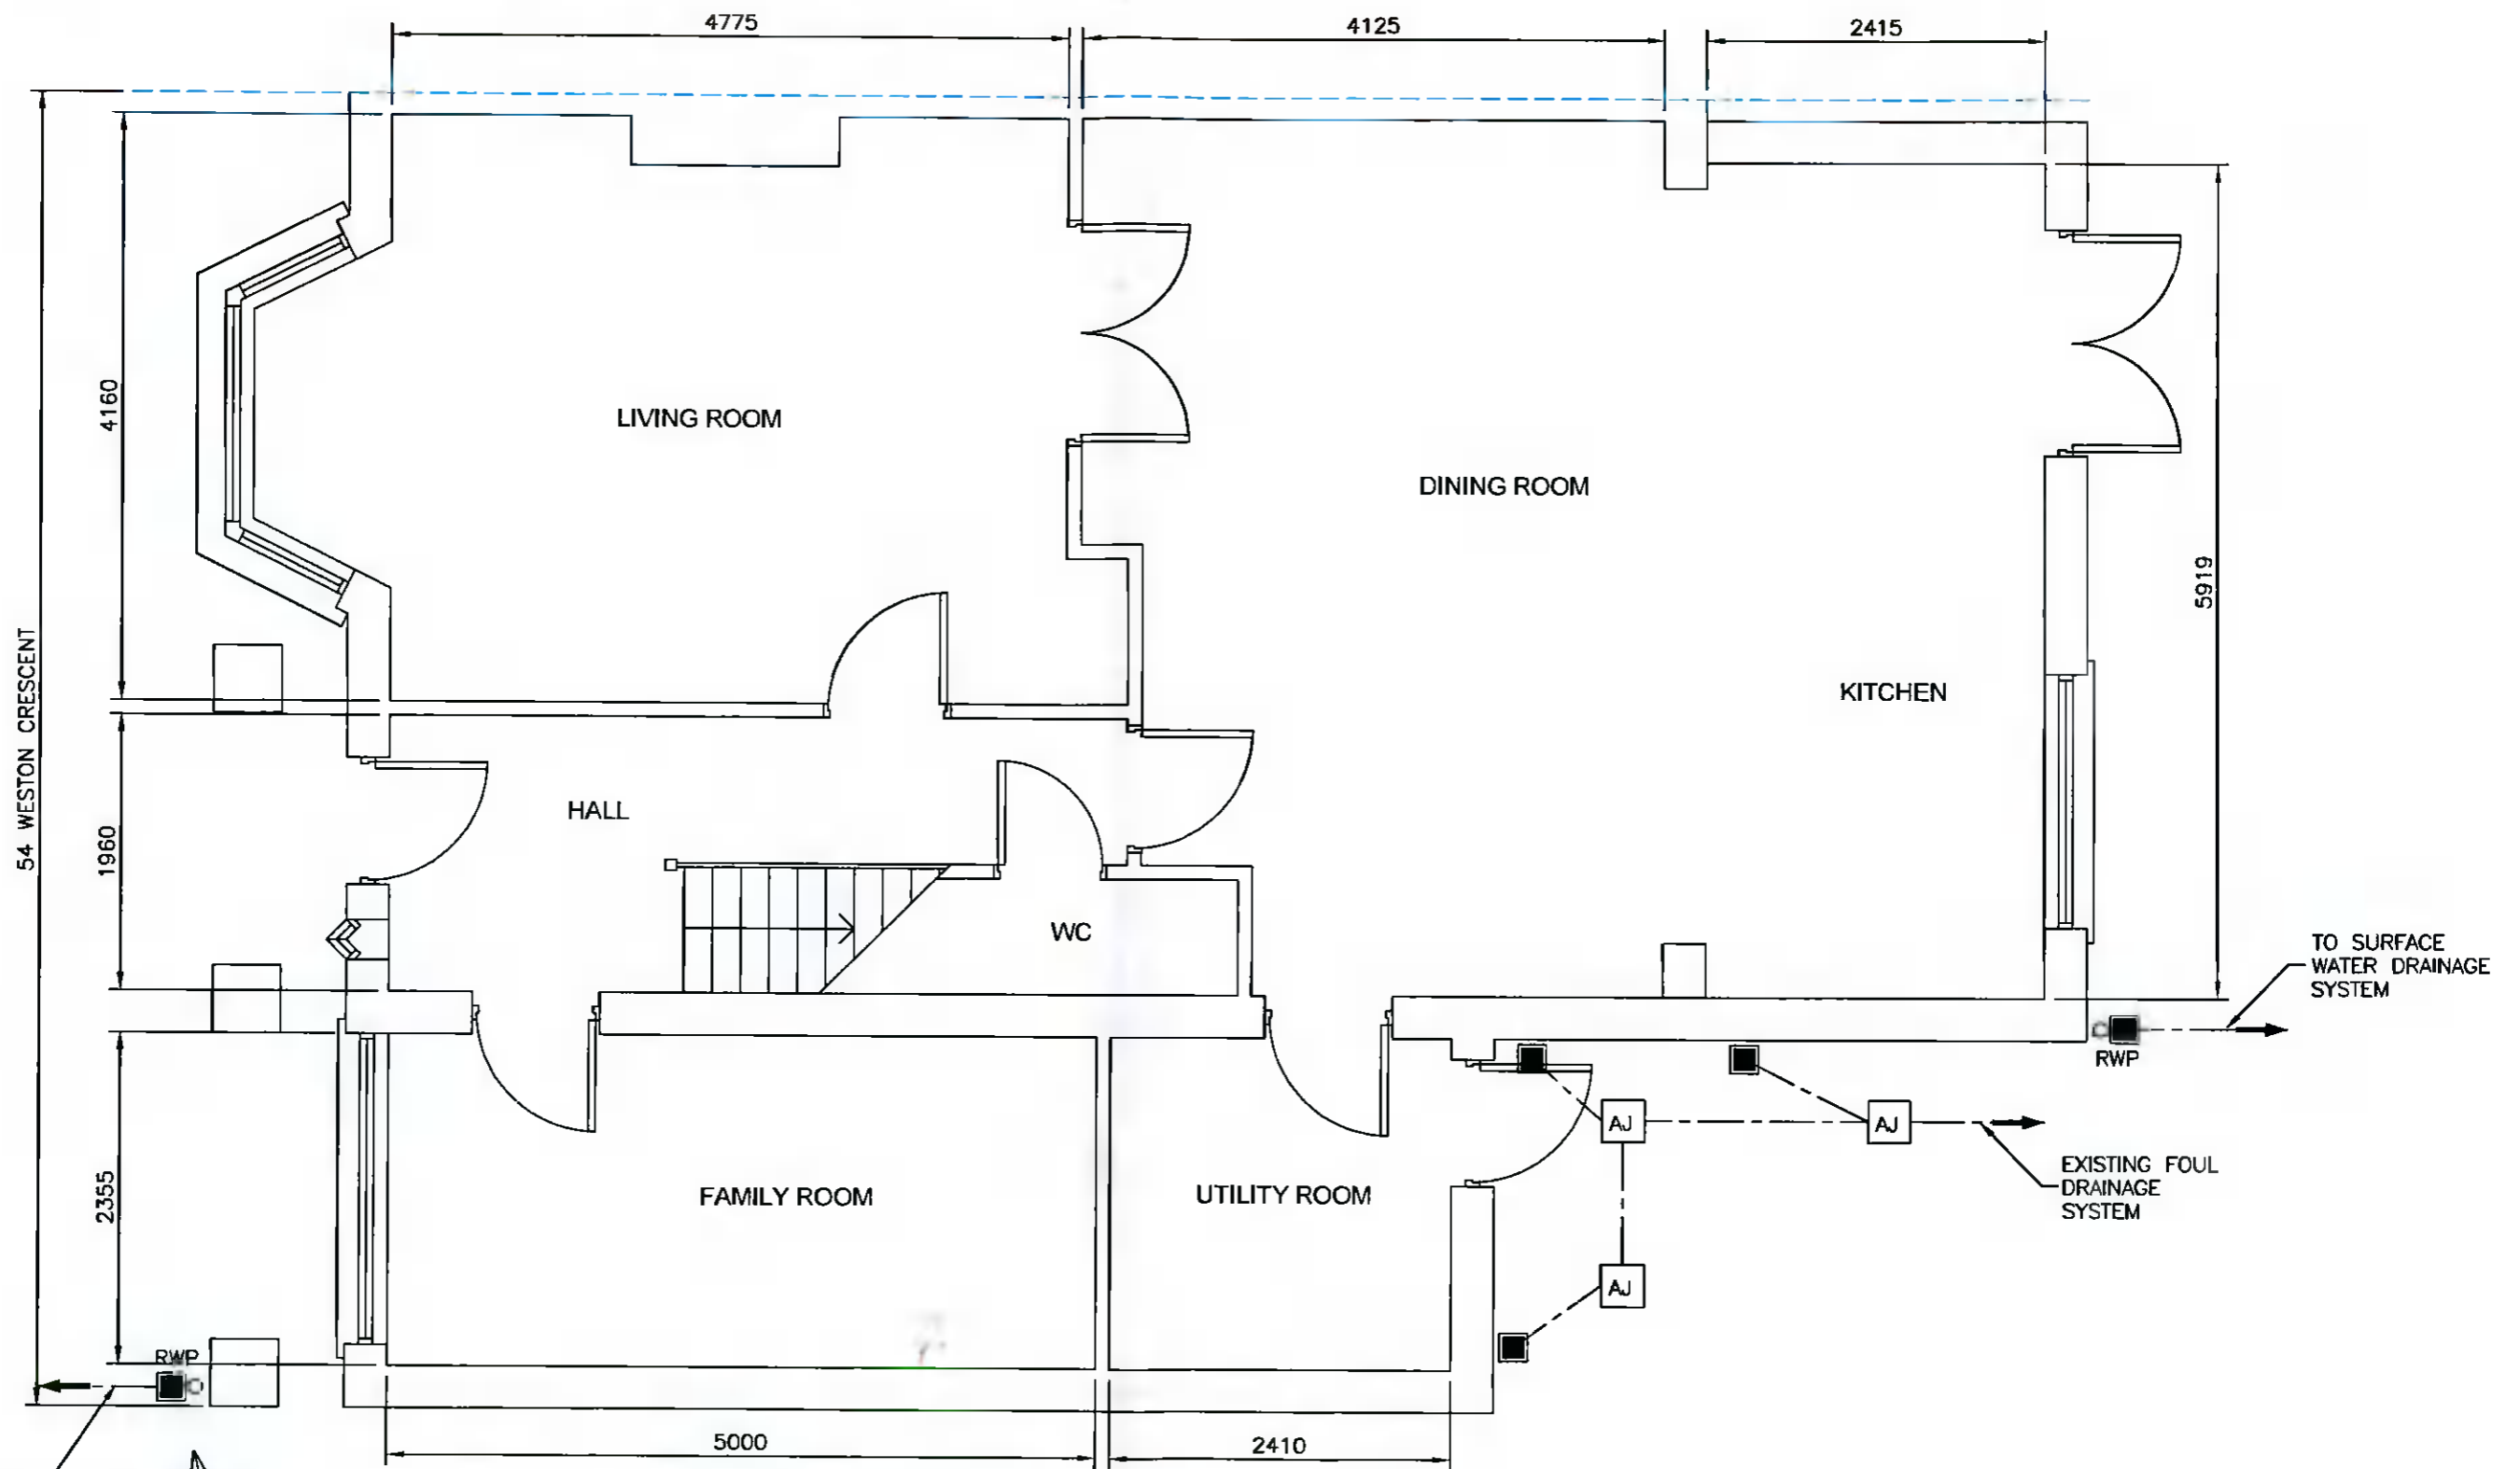 4775
4125
2415
4160
LIVING ROOM
DINING ROOM
5919
54 WESTON CRESCENT
KITCHEN
HALL
1960
WC
TO SURFACE
WATER DRAINAGE
SYSTEM
RWP
AJ
AJ
EXISTING FOUL
DRAINAGE
SYSTEM
2355
FAMILY ROOM
UTILITY ROOM
AJ
RWP
5000
2410